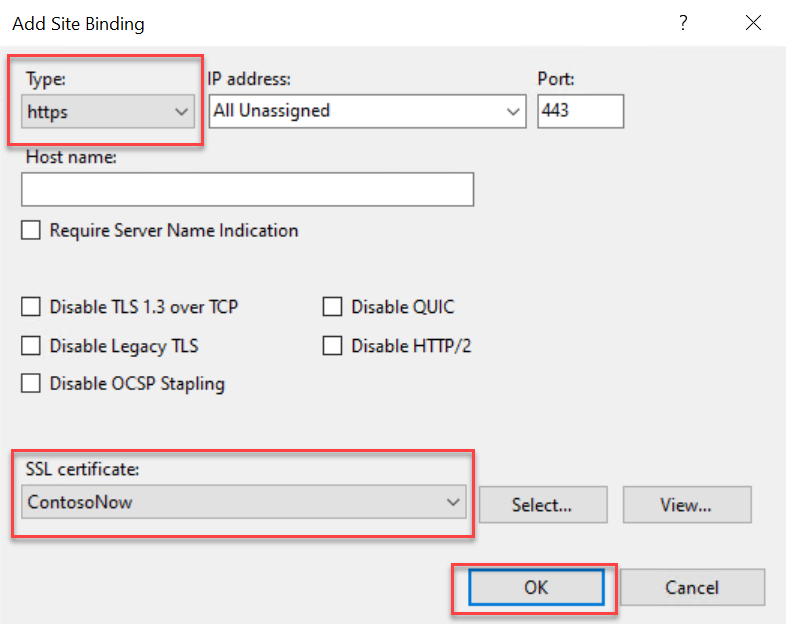 Add Site Binding
Type: IP address: Port:
https All Unassigned 443
Host name:
Require Server Name Indication
Disable TLS 1.3 over TCP Disable QUIC
Disable Legacy TLS Disable HTTP/2
Disable OCSP Stapling
SSL certificate:
ContosoNow Select... View...
OK Cancel